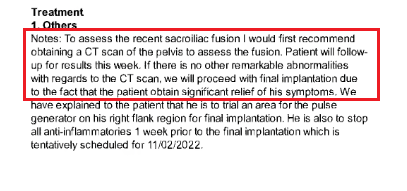 Treatment
1. Others
Notes: To assess the recent sacroiliac fusion I would first recommend
obtaining a CT scan of the pelvis to assess the fusion. Patient will follow-
up for results this week. If there is no other remarkable abnormalities
with regards to the CT scan, we will proceed with final implantation due
to the fact that the patient obtain significant relief of his symptoms. We
have explained to the patient that he is to trial an area for the pulse
generator on his right flank region for final implantation. He is also to stop
all anti-inflammatories 1 week prior to the final implantation which is
tentatively scheduled for 11/02/2022.